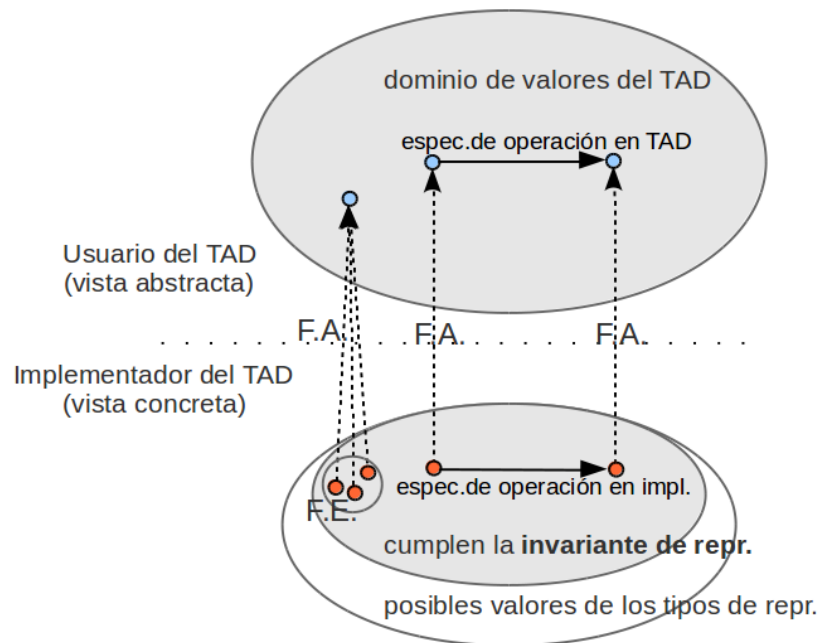 dominio de valores del TAD
espec.de operación en TAD
Usuario del TAD
(vista abstracta)
F.A. F.A. F.A.
Implementador del TAD
(vista concreta)
espec.de operación en impl.
F.E.
cumplen la invariante de repr.
posibles valores de los tipos de repr.